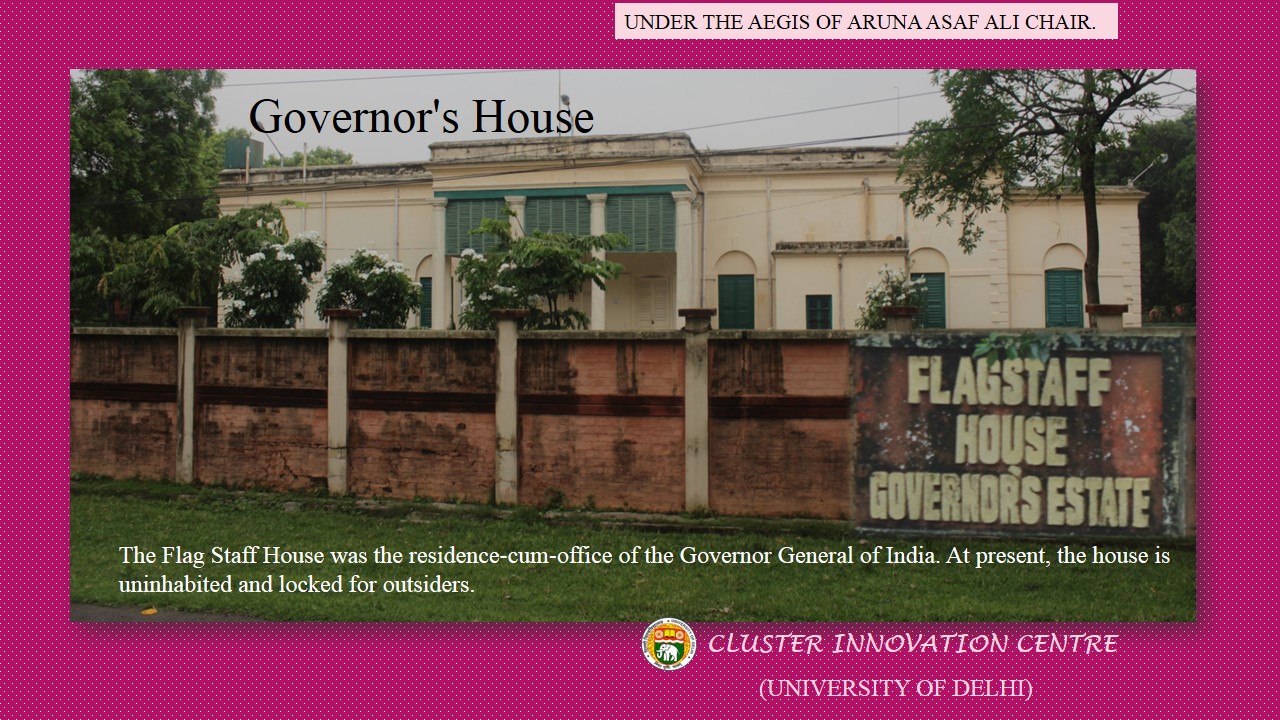 UNDER THE AEGIS OF ARUNA ASAF ALI CHAIR.
Governor's House
FLAGSTAFF
HOUSE
GOVERNOR'S ESTATE
The Flag Staff House was the residence-cum-office of the Governor General of India. At present, the house is
uninhabited and locked for outsiders.
CLUSTER INNOVATION CENTRE
(UNIVERSITY OF DELHI)